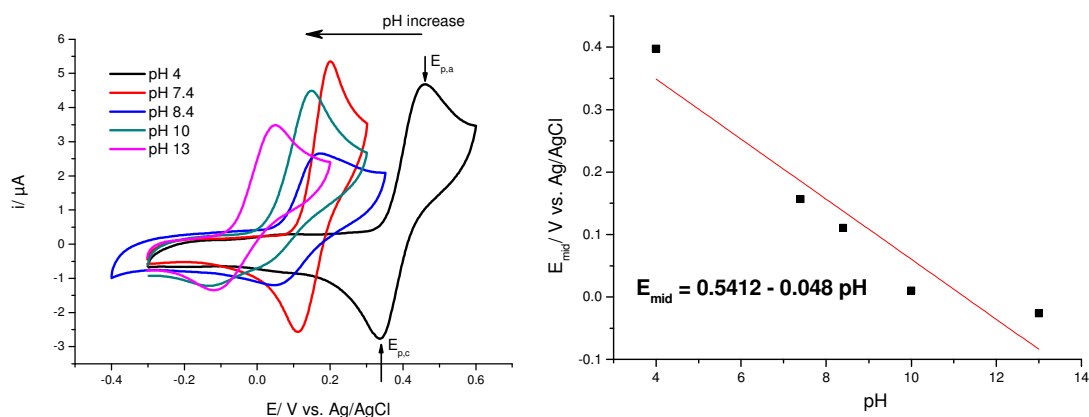 pH increase
E_p,a
pH 4
pH 7.4
pH 8.4
pH 10
pH 13
E_p,c
6
5
4
3
2
1
0
-1
-2
-3
-0.4 -0.2 0.0 0.2 0.4 0.6
i/ µA
E/ V vs. Ag/AgCl
0.4
0.3
0.2
0.1
0.0
-0.1
4 6 8 10 12 14
E_mid/ V vs. Ag/AgCl
E_mid = 0.5412 - 0.048 pH
pH